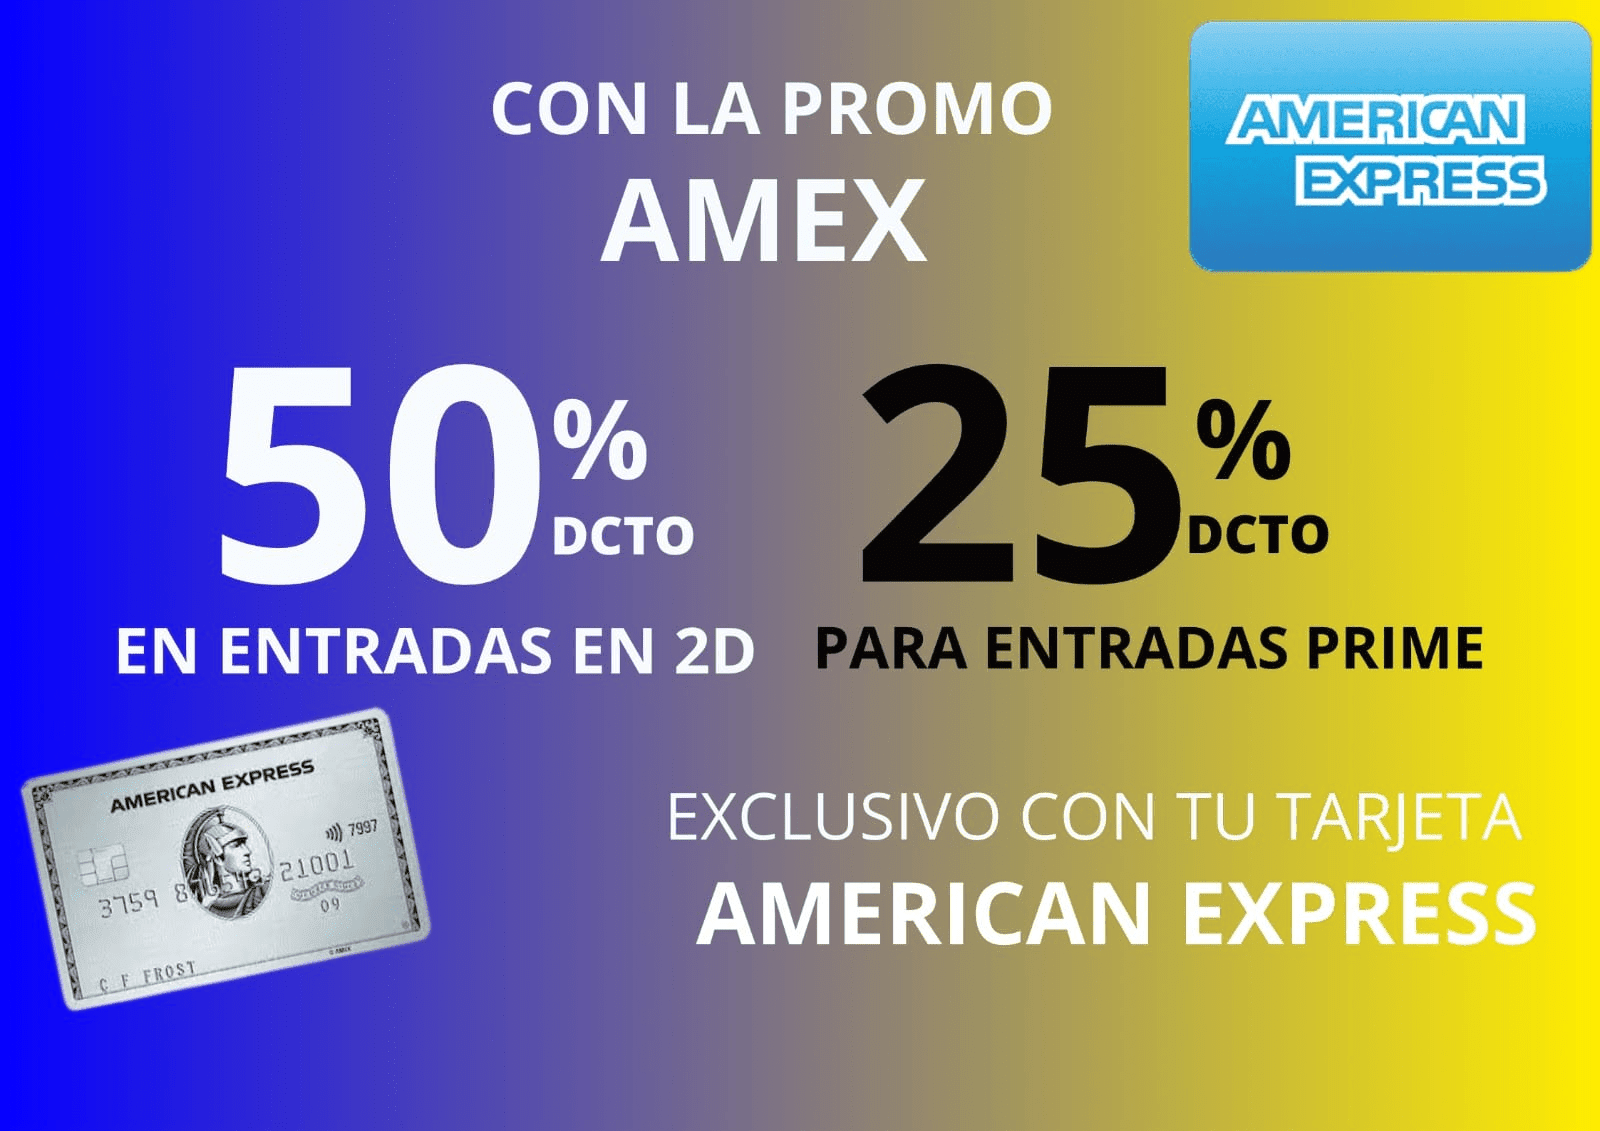 CON LA PROMO
AMEX
AMERICAN
EXPRESS
50%
DCTO
EN ENTRADAS EN 2D
25%
DCTO
PARA ENTRADAS PRIME
EXCLUSIVO CON TU TARJETA
AMERICAN EXPRESS
AMERICAN EXPRESS
7997
3759 21001
09
© AMEX
C F FROST